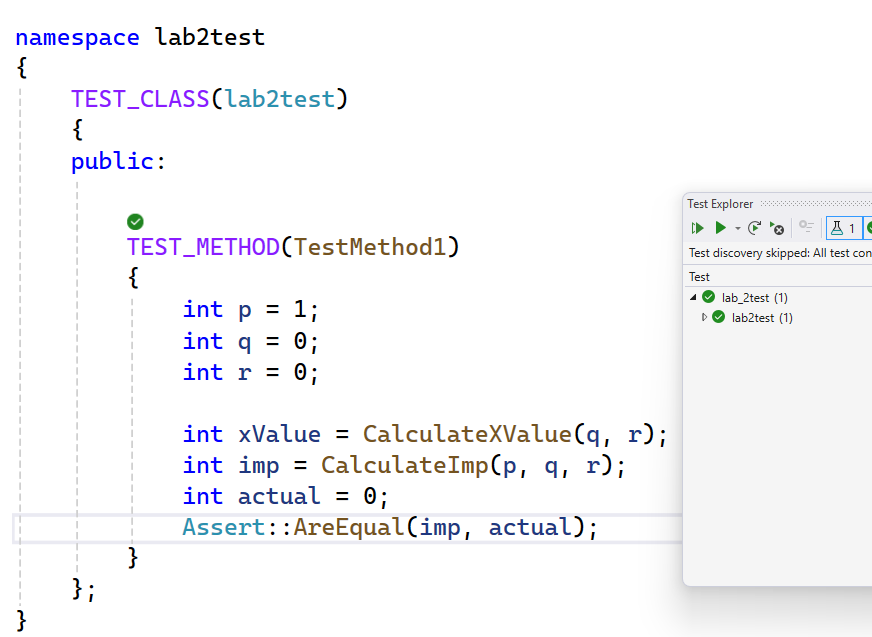 namespace lab2test
{
TEST_CLASS(lab2test)
{
public:
TEST_METHOD(TestMethod1)
{
int p = 1;
int q = 0;
int r = 0;
int xValue = CalculateXValue(q, r);
int imp = CalculateImp(p, q, r);
int actual = 0;
Assert::AreEqual(imp, actual);
}
};
}
Test Explorer
1
Test discovery skipped: All test con
Test
lab_2test (1)
lab2test (1)